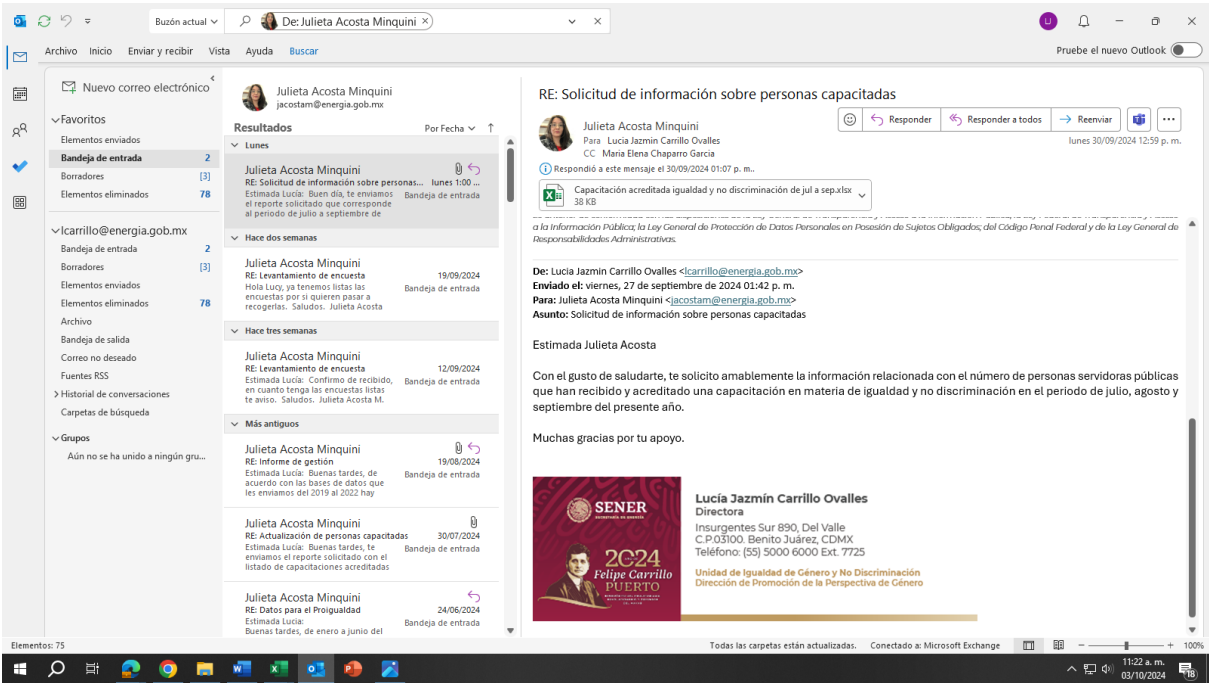 Buzón actual
De: Julieta Acosta Minquini
U
Archivo Inicio Enviar y recibir Vista Ayuda Buscar
Pruebe el nuevo Outlook
Nuevo correo electrónico
Favoritos
Elementos enviados
Bandeja de entrada 2
Borradores [3]
Elementos eliminados 78
lcarrillo@energia.gob.mx
Bandeja de entrada 2
Borradores [3]
Elementos enviados
Elementos eliminados 78
Archivo
Bandeja de salida
Correo no deseado
Fuentes RSS
Historial de conversaciones
Carpetas de búsqueda
Grupos
Aún no se ha unido a ningún gru...
Julieta Acosta Minquini
jacostam@energia.gob.mx
Resultados Por Fecha
Lunes
Julieta Acosta Minquini
RE: Solicitud de información sobre personas... lunes 1:00 ...
Estimada Lucía: Buen día, te enviamos Bandeja de entrada
el reporte solicitado que corresponde
al periodo de julio a septiembre de
Hace dos semanas
Julieta Acosta Minquini
RE: Levantamiento de encuesta 19/09/2024
Hola Lucy, ya tenemos listas las Bandeja de entrada
encuestas por si quieren pasar a
recogerlas. Saludos. Julieta Acosta
Hace tres semanas
Julieta Acosta Minquini
RE: Levantamiento de encuesta 12/09/2024
Estimada Lucía: Confirmo de recibido, Bandeja de entrada
en cuanto tenga las encuestas listas
te aviso. Saludos. Julieta Acosta M.
Más antiguos
Julieta Acosta Minquini
RE: Informe de gestión 19/08/2024
Estimada Lucía: Buenas tardes, de Bandeja de entrada
acuerdo con las bases de datos que
les enviamos del 2019 al 2022 hay
Julieta Acosta Minquini
RE: Actualización de personas capacitadas 30/07/2024
Estimada Lucía: Buenas tardes, te Bandeja de entrada
enviamos el reporte solicitado con el
listado de capacitaciones acreditadas
Julieta Acosta Minquini
RE: Datos para el Proigualdad 24/06/2024
Estimada Lucia: Bandeja de entrada
Buenas tardes, de enero a junio del
RE: Solicitud de información sobre personas capacitadas
Julieta Acosta Minquini
Para Lucia Jazmin Carrillo Ovalles
CC Maria Elena Chaparro Garcia
Responder Responder a todos Reenviar
lunes 30/09/2024 12:59 p. m.
Respondió a este mensaje el 30/09/2024 01:07 p. m..
Capacitación acreditada igualdad y no discriminación de jul a sep.xlsx
38 KB
a la Información Pública; la Ley General de Protección de Datos Personales en Posesión de Sujetos Obligados; del Código Penal Federal y de la Ley General de
Responsabilidades Administrativas.
De: Lucia Jazmin Carrillo Ovalles <lcarrillo@energia.gob.mx>
Enviado el: viernes, 27 de septiembre de 2024 01:42 p. m.
Para: Julieta Acosta Minquini <jacostam@energia.gob.mx>
Asunto: Solicitud de información sobre personas capacitadas
Estimada Julieta Acosta
Con el gusto de saludarte, te solicito amablemente la información relacionada con el número de personas servidoras públicas
que han recibido y acreditado una capacitación en materia de igualdad y no discriminación en el periodo de julio, agosto y
septiembre del presente año.
Muchas gracias por tu apoyo.
SENER
SECRETARÍA DE ENERGÍA
2024
Felipe Carrillo
PUERTO
Lucía Jazmín Carrillo Ovalles
Directora
Insurgentes Sur 890, Del Valle
C.P.03100. Benito Juárez, CDMX
Teléfono: (55) 5000 6000 Ext. 7725
Unidad de Igualdad de Género y No Discriminación
Dirección de Promoción de la Perspectiva de Género
Elementos: 75
Todas las carpetas están actualizadas. Conectado a: Microsoft Exchange
100%
11:22 a. m.
03/10/2024
18